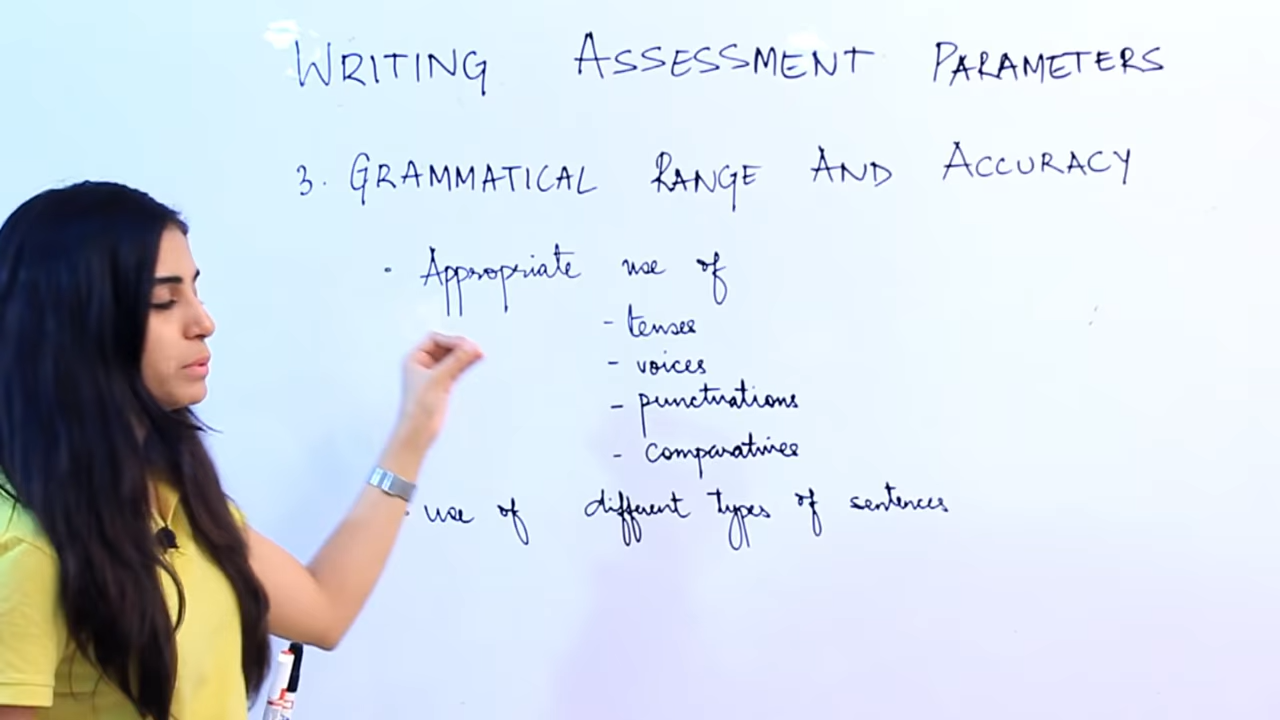 WRITING ASSESSMENT PARAMETERS
3. GRAMMATICAL RANGE AND ACCURACY
• Appropriate use of
- tenses
- voices
- punctuations
- comparatives
• use of different types of sentences